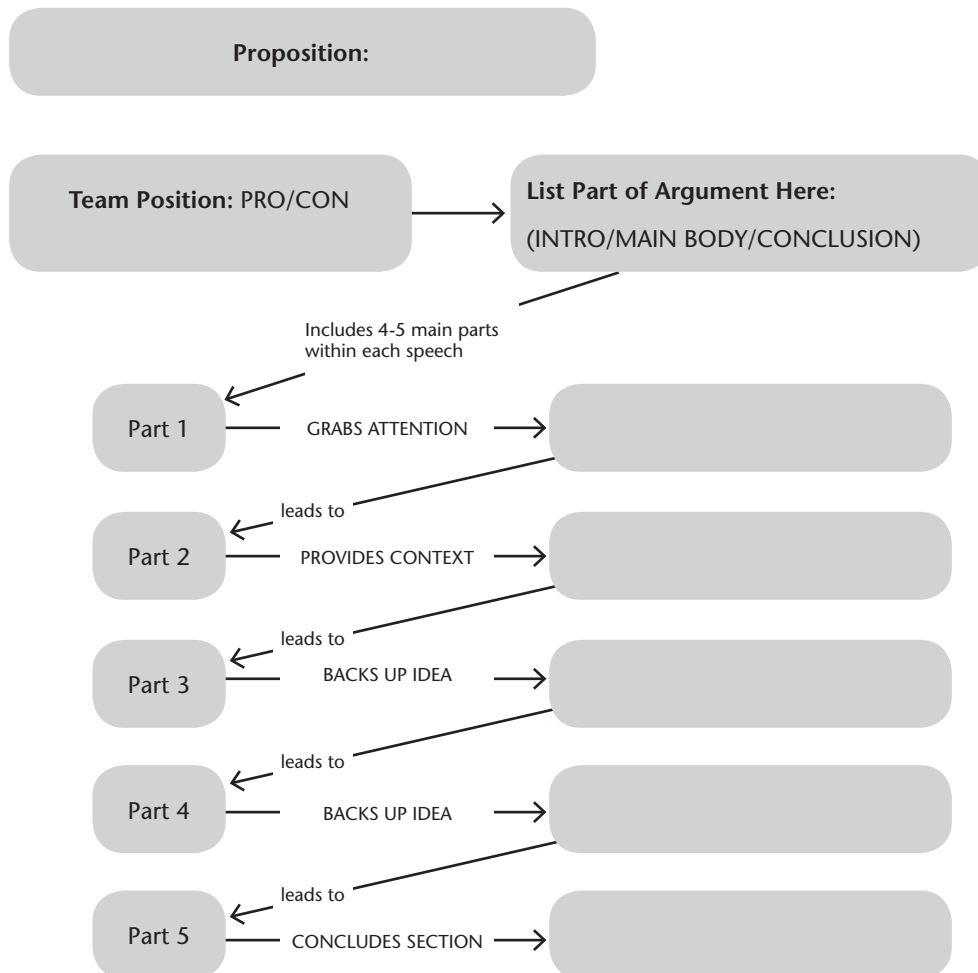 Proposition:
Team Position: PRO/CON
List Part of Argument Here:
(INTRO/MAIN BODY/CONCLUSION)
Includes 4-5 main parts
within each speech
Part 1
GRABS ATTENTION
leads to
Part 2
PROVIDES CONTEXT
leads to
Part 3
BACKS UP IDEA
leads to
Part 4
BACKS UP IDEA
leads to
Part 5
CONCLUDES SECTION